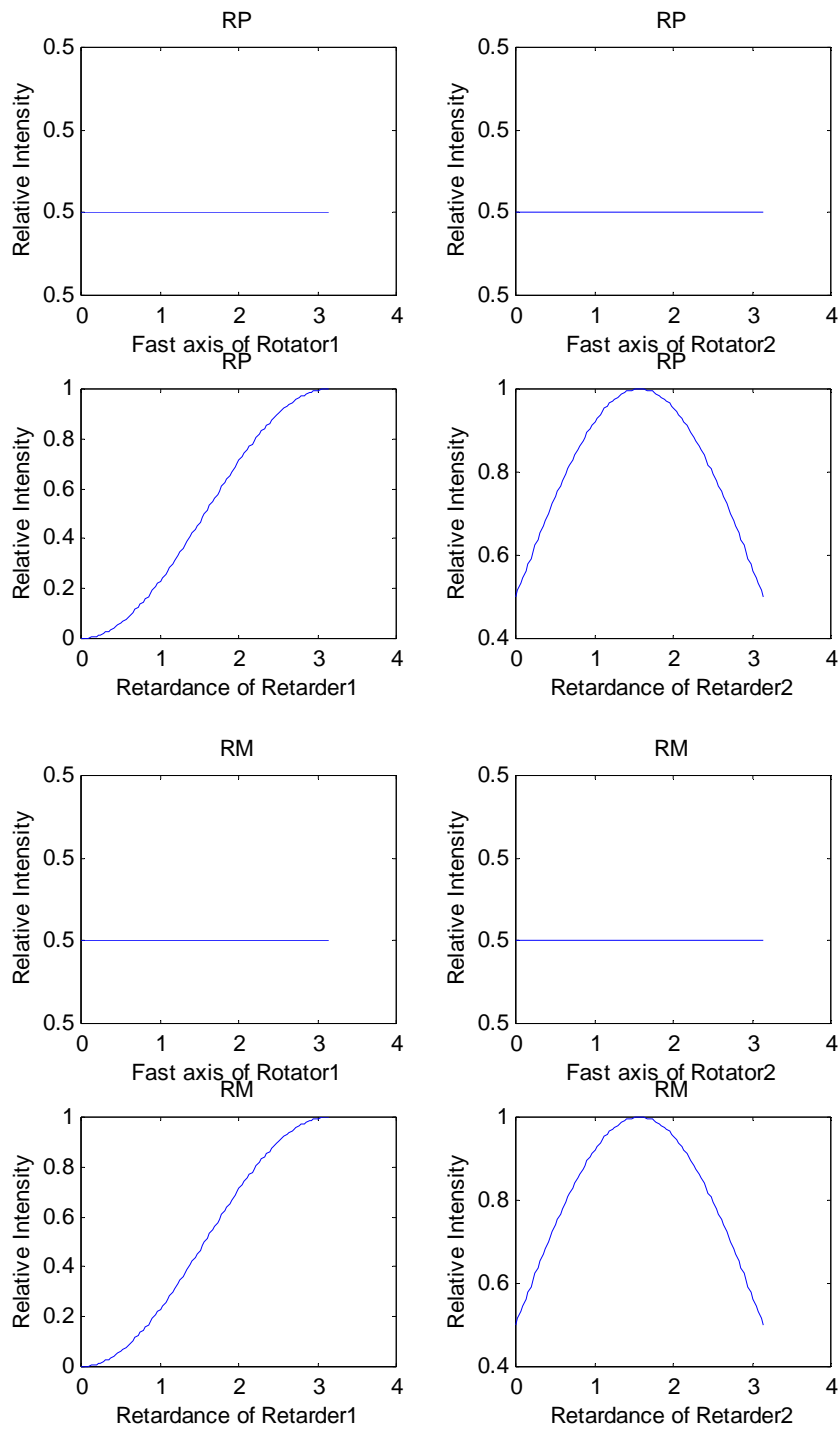 RP
RP
0.5
0.5
0.5
0.5
Relative Intensity
0 1 2 3 4
Fast axis of Rotator1
0.5
0.5
0.5
0.5
Relative Intensity
0 1 2 3 4
Fast axis of Rotator2
RP
RP
1
0.8
0.6
0.4
0.2
0
Relative Intensity
0 1 2 3 4
Retardance of Retarder1
1
0.8
0.6
0.4
Relative Intensity
0 1 2 3 4
Retardance of Retarder2
RM
RM
0.5
0.5
0.5
0.5
Relative Intensity
0 1 2 3 4
Fast axis of Rotator1
0.5
0.5
0.5
0.5
Relative Intensity
0 1 2 3 4
Fast axis of Rotator2
RM
RM
1
0.8
0.6
0.4
0.2
0
Relative Intensity
0 1 2 3 4
Retardance of Retarder1
1
0.8
0.6
0.4
Relative Intensity
0 1 2 3 4
Retardance of Retarder2